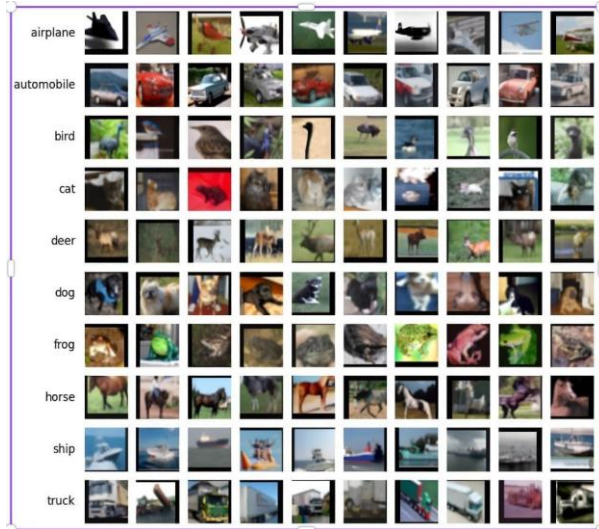 airplane
automobile
bird
cat
deer
dog
frog
horse
ship
truck